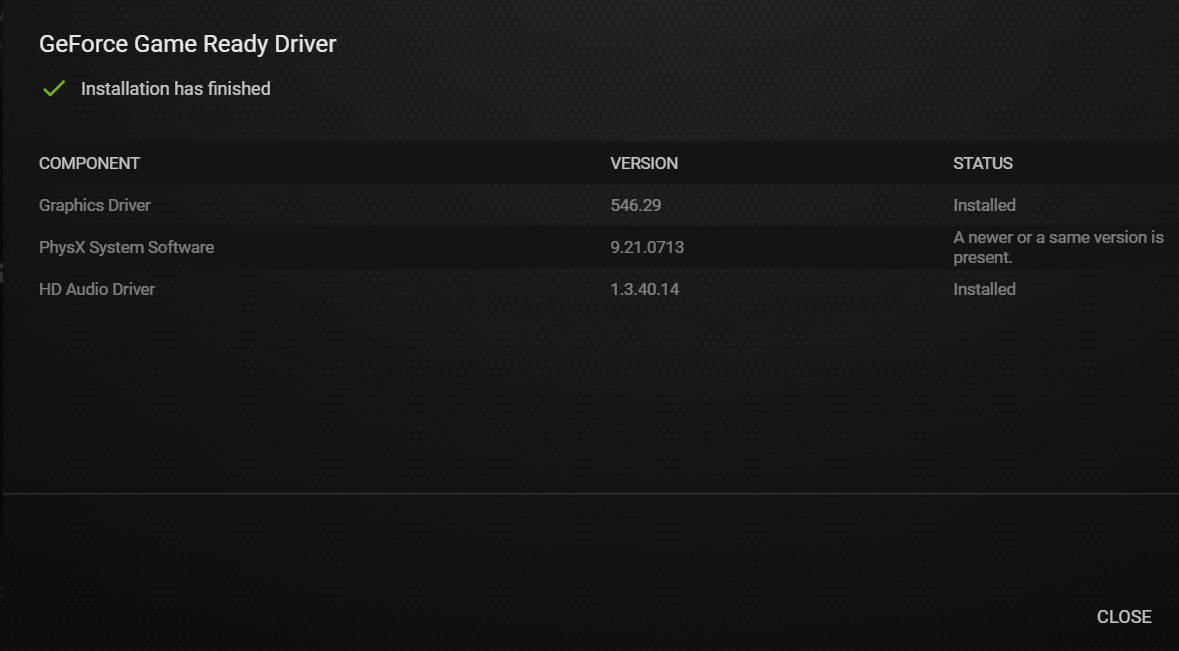 GeForce Game Ready Driver
Installation has finished
COMPONENT VERSION STATUS
Graphics Driver 546.29 Installed
PhysX System Software 9.21.0713 A newer or a same version is
present.
HD Audio Driver 1.3.40.14 Installed
CLOSE